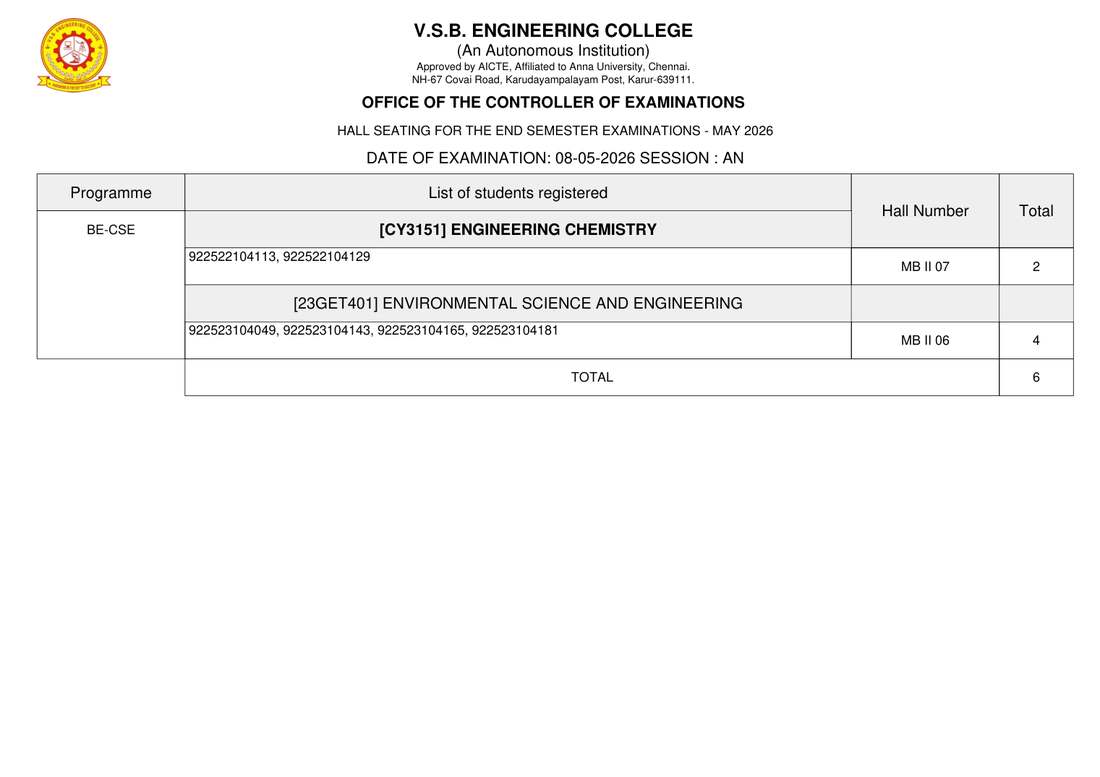 V.S.B. ENGINEERING COLLEGE
(An Autonomous Institution)
Approved by AICTE, Affiliated to Anna University, Chennai.
NH-67 Covai Road, Karudayampalayam Post, Karur-639111.
OFFICE OF THE CONTROLLER OF EXAMINATIONS
HALL SEATING FOR THE END SEMESTER EXAMINATIONS - MAY 2026
DATE OF EXAMINATION: 08-05-2026 SESSION : AN
Programme List of students registered Hall Number Total
BE-CSE [CY3151] ENGINEERING CHEMISTRY
922522104113, 922522104129 MB II 07 2
[23GET401] ENVIRONMENTAL SCIENCE AND ENGINEERING
922523104049, 922523104143, 922523104165, 922523104181 MB II 06 4
TOTAL 6